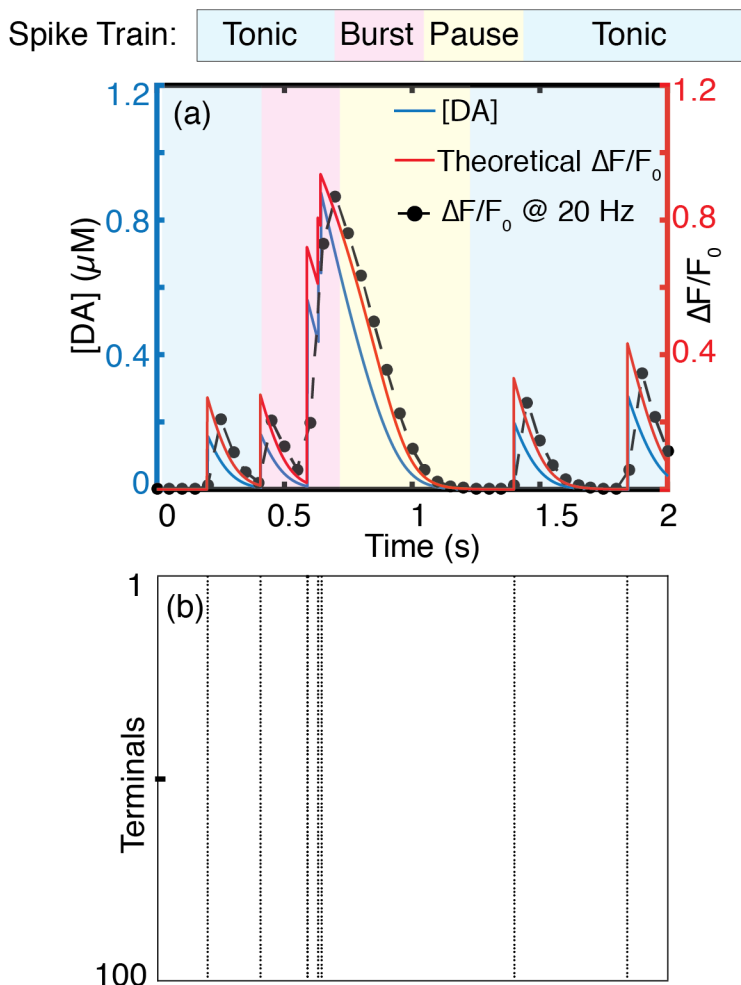 Spike Train: Tonic Burst Pause Tonic
1.2 (a) 1.2
[DA]
Theoretical ΔF/F₀
ΔF/F₀ @ 20 Hz
0.8 0.8
[DA] (µM)
ΔF/F₀
0.4 0.4
0 0
0 0.5 1 1.5 2
Time (s)
1 (b)
Terminals
100